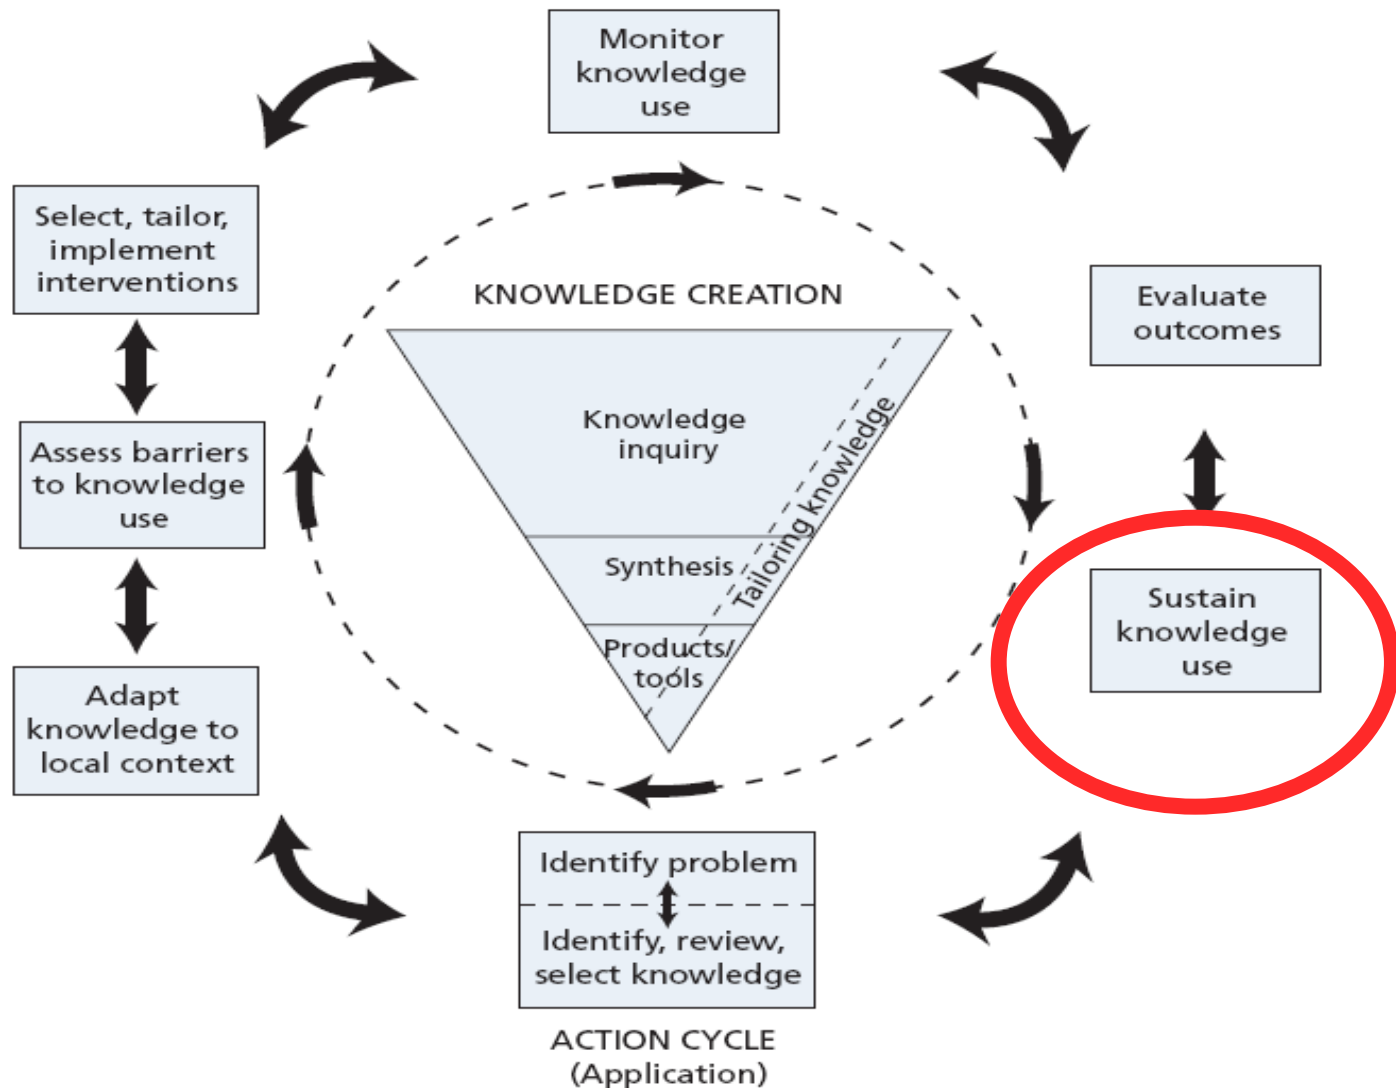 Monitor
knowledge
use
Select, tailor,
implement
interventions
Evaluate
outcomes
KNOWLEDGE CREATION
Knowledge
inquiry
Tailoring knowledge
Assess barriers
to knowledge
use
Synthesis
Sustain
knowledge
use
Products/
tools
Adapt
knowledge to
local context
Identify problem
Identify, review,
select knowledge
ACTION CYCLE
(Application)